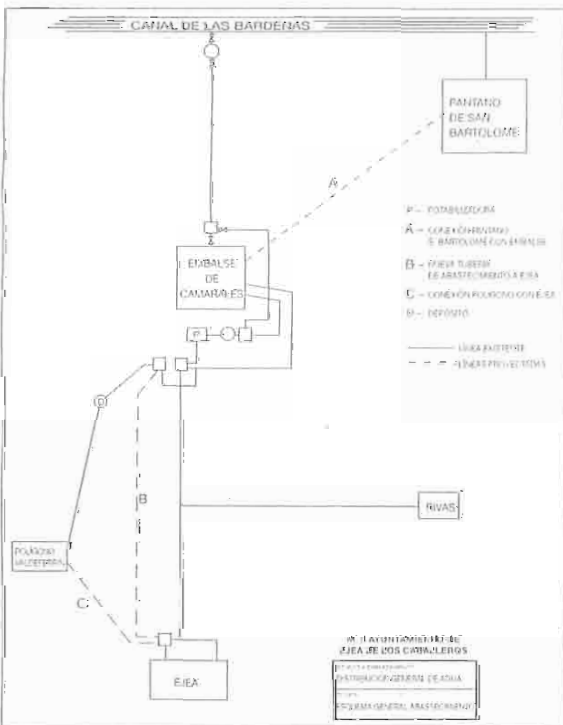 CANAL DE LAS BARDENAS
PANTANO
DE SAN
BARTOLOME
A
P - POTABILIZADORA
A - CONEXIÓN PANTANO
S. BARTOLOME CON EMBALSE
B - NUEVA TUBERIA
DE ABASTECIMIENTO A EJEA
C - CONEXIÓN POLIGONO CON EJEA
D - DEPOSITO
LINEA EXISTENTE
LINEAS PROYECTADAS
EMBALSE
DE
CAMARALES
P
D
B
RIVAS
POLIGONO
VALDEFERRIN
C
EJEA
AYUNTAMIENTO DE
EJEA DE LOS CABALLEROS
DISTRIBUCION GENERAL DE AGUA
ESQUEMA GENERAL ABASTECIMIENTO